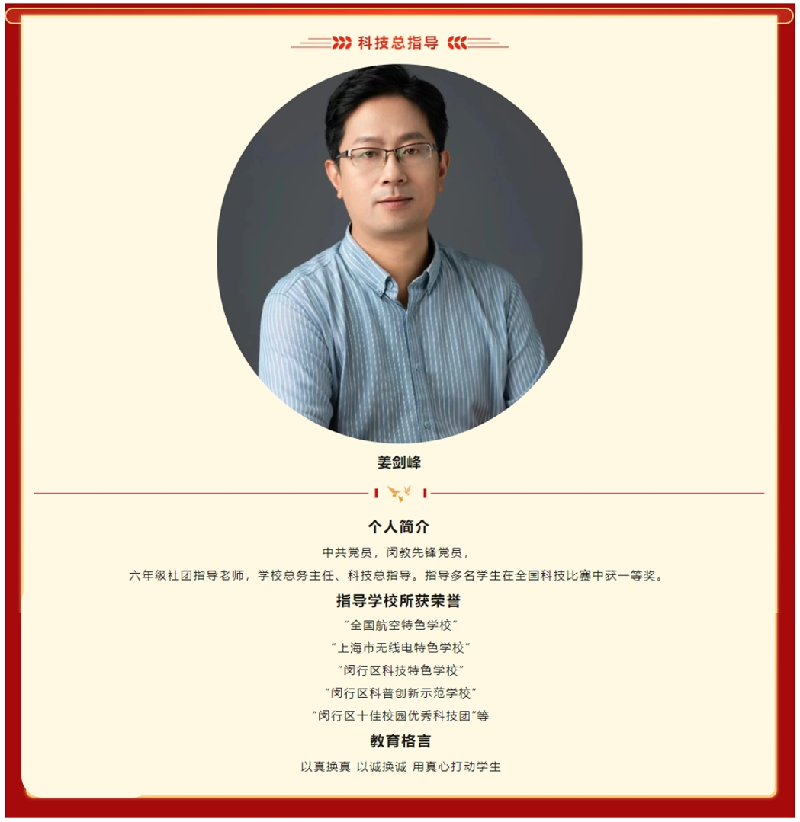 科技总指导
姜剑峰
个人简介
中共党员，闵教先锋党员，
六年级社团指导老师，学校总务主任、科技总指导。指导多名学生在全国科技比赛中获一等奖。
指导学校所获荣誉
“全国航空特色学校”
“上海市无线电特色学校”
“闵行区科技特色学校”
“闵行区科普创新示范学校”
“闵行区十佳校园优秀科技团”等
教育格言
以真换真 以诚换诚 用真心打动学生